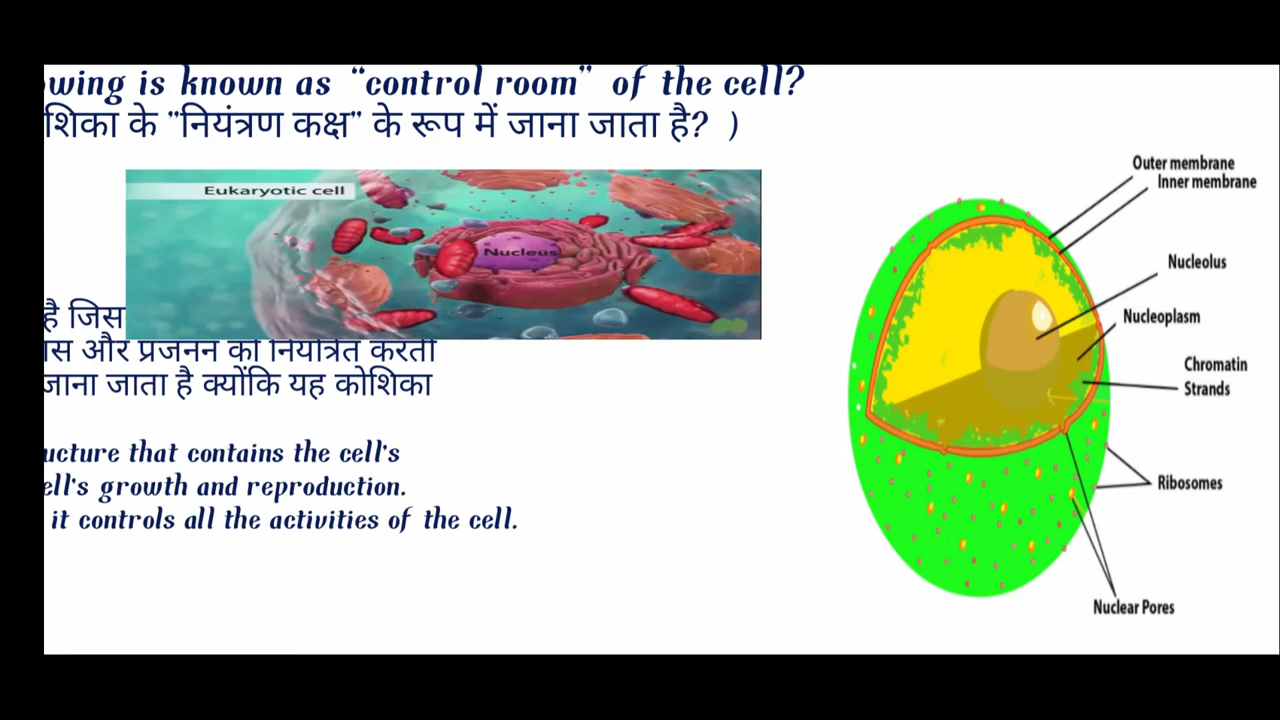 owing is known as “control room” of the cell?
शिका के "नियंत्रण कक्ष" के रूप में जाना जाता है? )
Eukaryotic cell
Nucleus
है जिस
और प्रजनन को नियंत्रित करती
जाना जाता है क्योंकि यह कोशिका
ucture that contains the cell's
ell's growth and reproduction.
it controls all the activities of the cell.
Outer membrane
Inner membrane
Nucleolus
Nucleoplasm
Chromatin
Strands
Ribosomes
Nuclear Pores